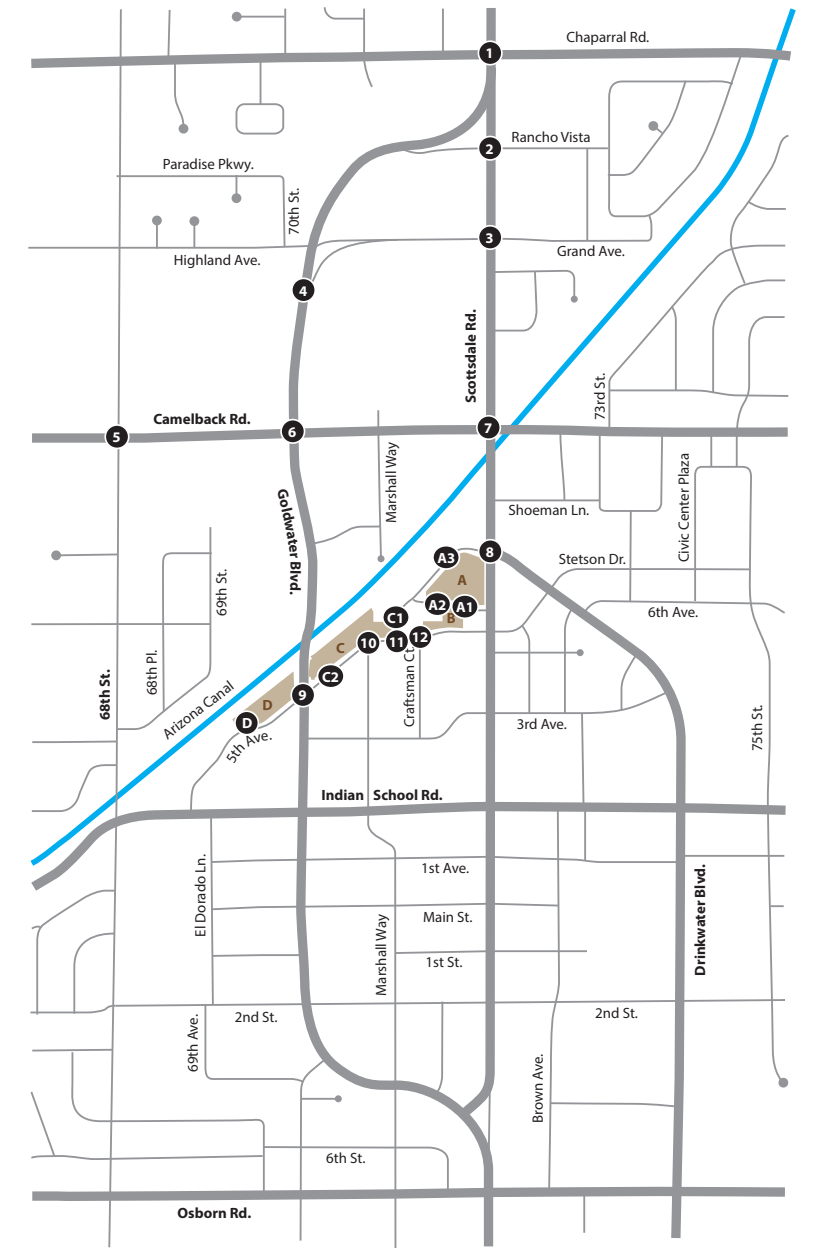 Chaparral Rd.
1
Rancho Vista
2
Paradise Pkwy.
70th St.
3
Grand Ave.
Highland Ave.
4
Scottsdale Rd.
73rd St.
Camelback Rd.
5
6
7
Marshall Way
Civic Center Plaza
Goldwater Blvd.
Shoeman Ln.
8
A3
Stetson Dr.
A
69th St.
A2
A1
6th Ave.
C1
B
10
11
12
C
68th Pl.
C2
68th St.
Arizona Canal
9
D
D
Craftsman Ct.
3rd Ave.
75th St.
5th Ave.
Indian School Rd.
El Dorado Ln.
1st Ave.
Drinkwater Blvd.
Main St.
Marshall Way
1st St.
2nd St.
2nd St.
69th Ave.
Brown Ave.
6th St.
Osborn Rd.